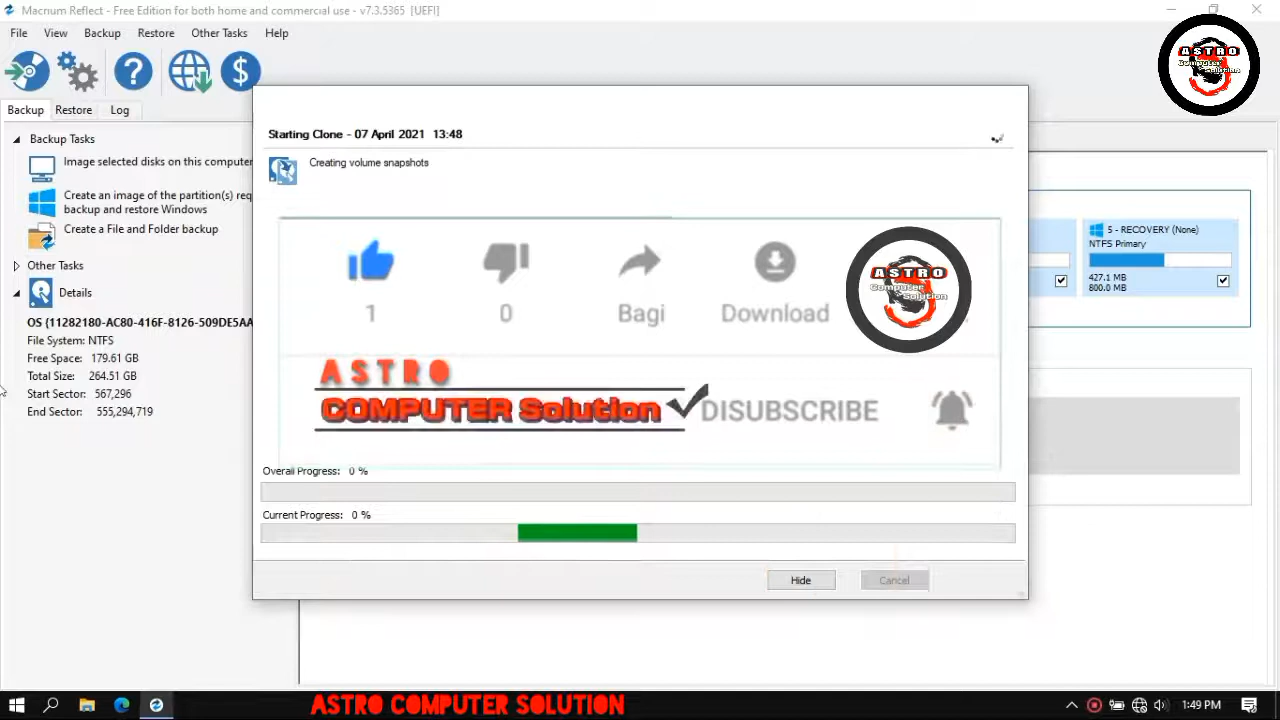 Macrium Reflect - Free Edition for both home and commercial use - v7.3.5365 [UEFI]
File View Backup Restore Other Tasks Help
ASTRO
Computer
Solution
Backup Restore Log
Backup Tasks
Image selected disks on this computer
Create an image of the partition(s) req
backup and restore Windows
Create a File and Folder backup
Other Tasks
Details
OS {11282180-AC80-416F-8126-509DE5AA
File System: NTFS
Free Space: 179.61 GB
Total Size: 264.51 GB
Start Sector: 567,296
End Sector: 555,294,719
Starting Clone - 07 April 2021 13:48
Creating volume snapshots
1 0 Bagi Download
ASTRO
Computer
Solution
ASTRO
COMPUTER Solution
DISUBSCRIBE
Overall Progress: 0 %
Current Progress: 0 %
Hide Cancel
5 - RECOVERY (None)
NTFS Primary
427.1 MB
800.0 MB
ASTRO COMPUTER SOLUTION
1:49 PM